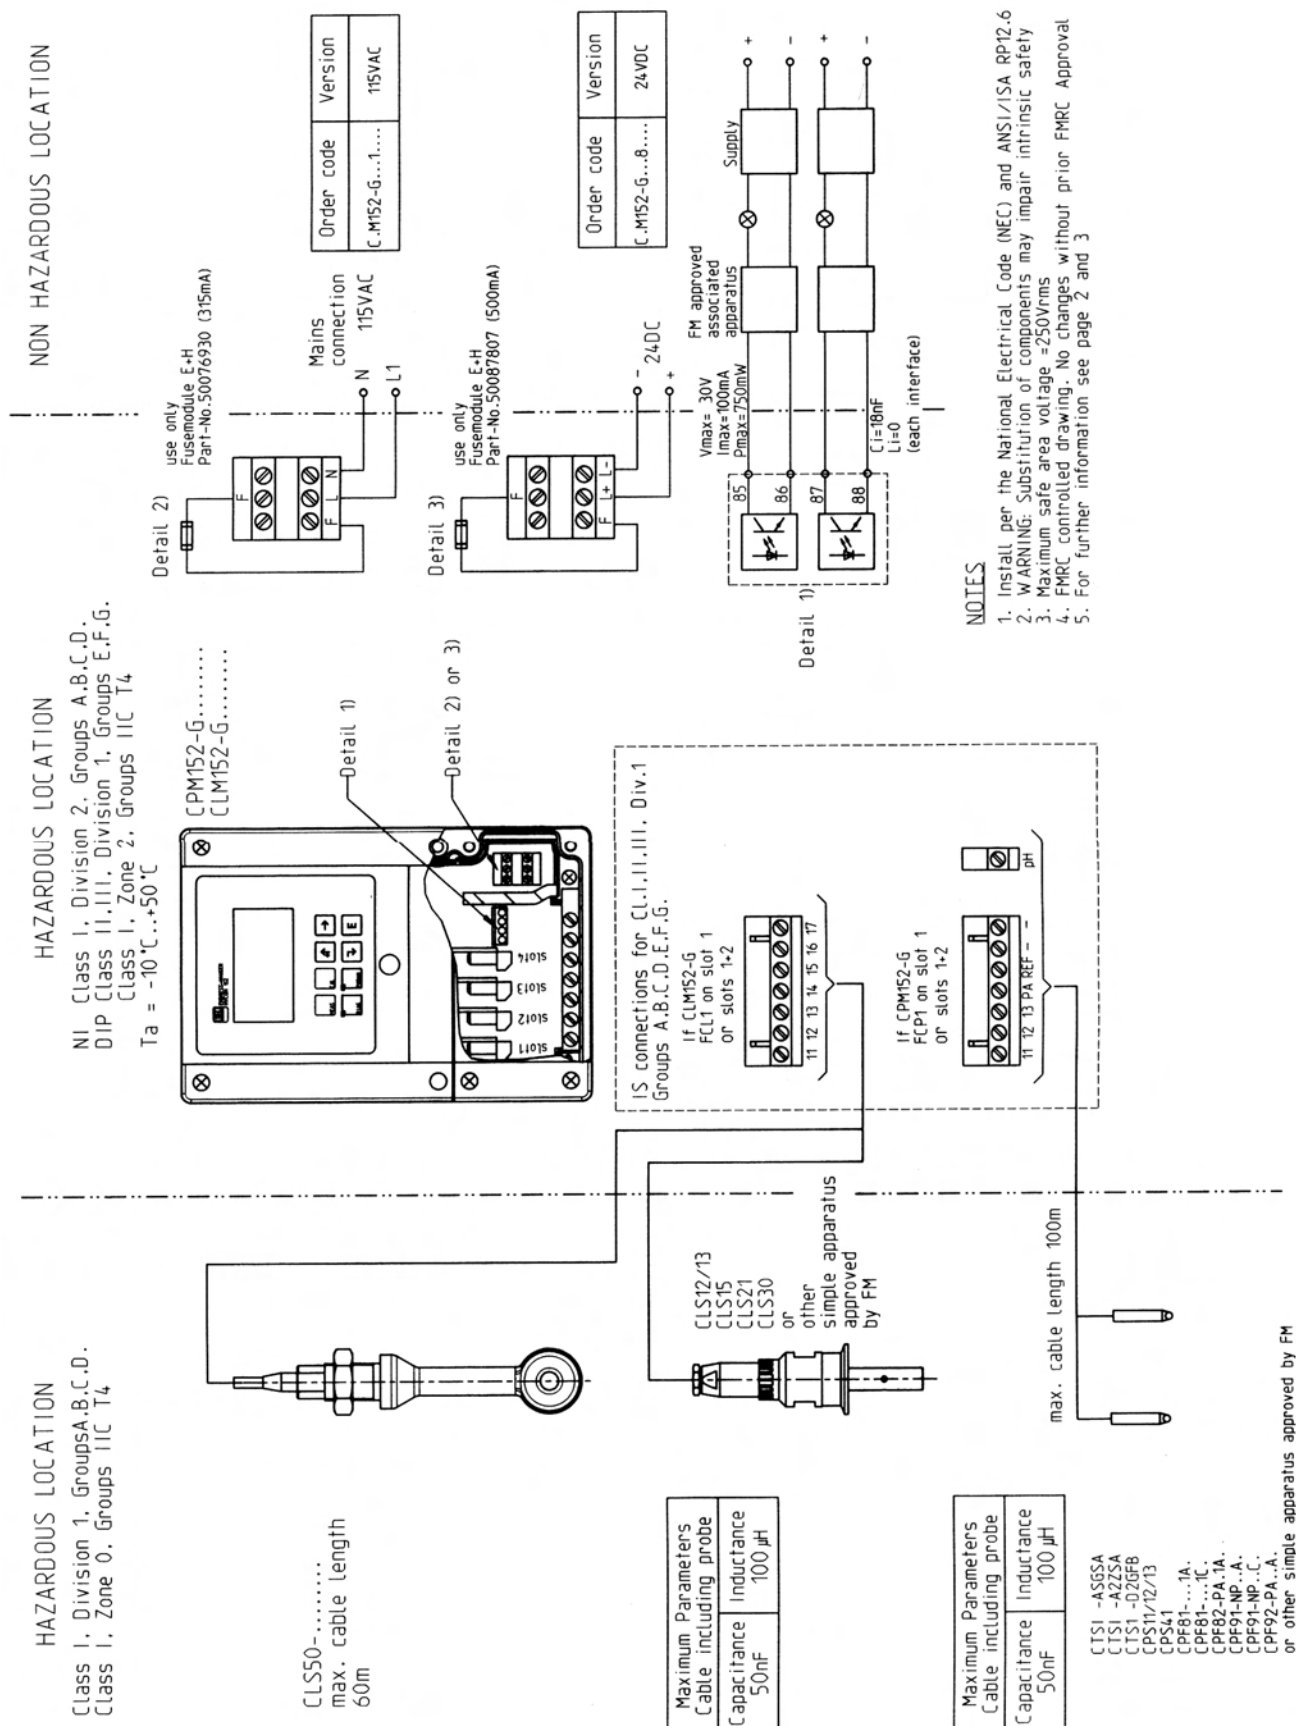 HAZARDOUS LOCATION
Class I, Division 1, GroupsA.B.C.D.
Class I, Zone 0, Groups IIC T4
CLS50-.........
max. cable length
60m
Maximum Parameters
Cable including probe
Capacitance
50nF
Inductance
100 µH
CLS12/13
CLS15
CLS21
CLS30
or
other
simple apparatus
approved
by FM
Maximum Parameters
Cable including probe
Capacitance
50nF
Inductance
100 µH
max. cable length 100m
CTSI -ASGSA
CTSI -A2ZSA
CTS1 -D2GFB
CPS11/12/13
CPS41
CPF81-...1A.
CPF81-...1C.
CPF82-PA.1A..
CPF91-NP..A.
CPF91-NP..C.
CPF92-PA..A.
or other simple apparatus approved by FM
HAZARDOUS LOCATION
NI Class I, Division 2, Groups A.B.C.D.
DIP Class II,III, Division 1, Groups E.F.G.
Class I, Zone 2, Groups IIC T4
Ta = -10°C..+50°C
CPM152-G........
CLM152-G........
E
slot1
slot2
slot3
slot4
Detail 1)
Detail 2) or 3)
IS connections for Cl.I,II,III, Div.1
Groups A.B.C.D.E.F.G.
If CLM152-G
FCL1 on slot 1
or slots 1+2
11 12 13 14 15 16 17
If CPM152-G
FCP1 on slot 1
or slots 1+2
11 12 13 PA REF - -
pH
NON HAZARDOUS LOCATION
Detail 2)
use only
Fusemodule E+H
Part-No.50076930 (315mA)
F
F L N
Mains
connection
115VAC
N
L1
Order code
Version
C.M152-G...1....
115VAC
Detail 3)
use only
Fusemodule E+H
Part-No.50087807 (500mA)
F
F L+ L-
-
24DC
+
Order code
Version
C.M152-G...8....
24VDC
Detail 1)
85
86
87
88
Vmax= 30V
Imax=100mA
Pmax=750mW
Ci=18nF
Li=0
(each interface)
FM approved
associated
apparatus
Supply
+
-
+
-
NOTES
1. Install per the National Electrical Code (NEC) and ANSI/ISA RP12.6
2. WARNING: Substitution of components may impair intrinsic safety
3. Maximum safe area voltage =250Vrms
4. FMRC controlled drawing. No changes without prior FMRC Approval
5. For further information see page 2 and 3